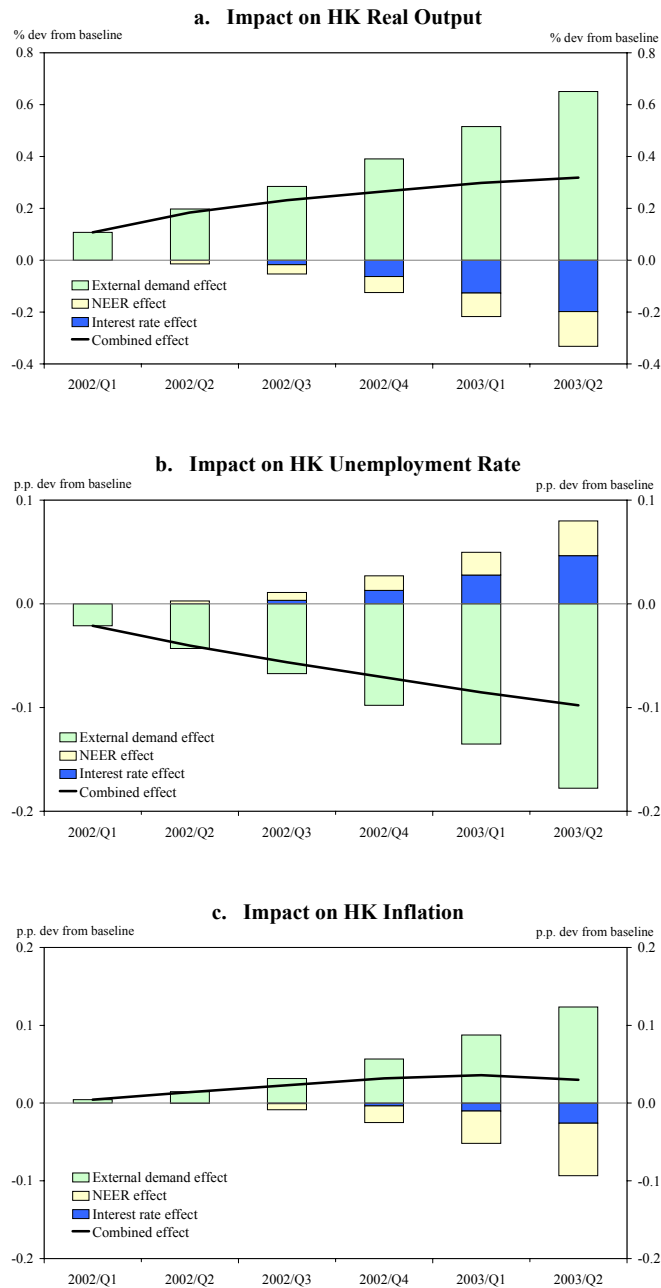 a. Impact on HK Real Output
% dev from baseline % dev from baseline
0.8 0.8
0.6 0.6
0.4 0.4
0.2 0.2
0.0 0.0
-0.2 -0.2
-0.4 -0.4
External demand effect
NEER effect
Interest rate effect
Combined effect
2002/Q1 2002/Q2 2002/Q3 2002/Q4 2003/Q1 2003/Q2
b. Impact on HK Unemployment Rate
p.p. dev from baseline p.p. dev from baseline
0.1 0.1
0.0 0.0
-0.1 -0.1
-0.2 -0.2
External demand effect
NEER effect
Interest rate effect
Combined effect
2002/Q1 2002/Q2 2002/Q3 2002/Q4 2003/Q1 2003/Q2
c. Impact on HK Inflation
p.p. dev from baseline p.p. dev from baseline
0.2 0.2
0.1 0.1
0.0 0.0
-0.1 -0.1
-0.2 -0.2
External demand effect
NEER effect
Interest rate effect
Combined effect
2002/Q1 2002/Q2 2002/Q3 2002/Q4 2003/Q1 2003/Q2